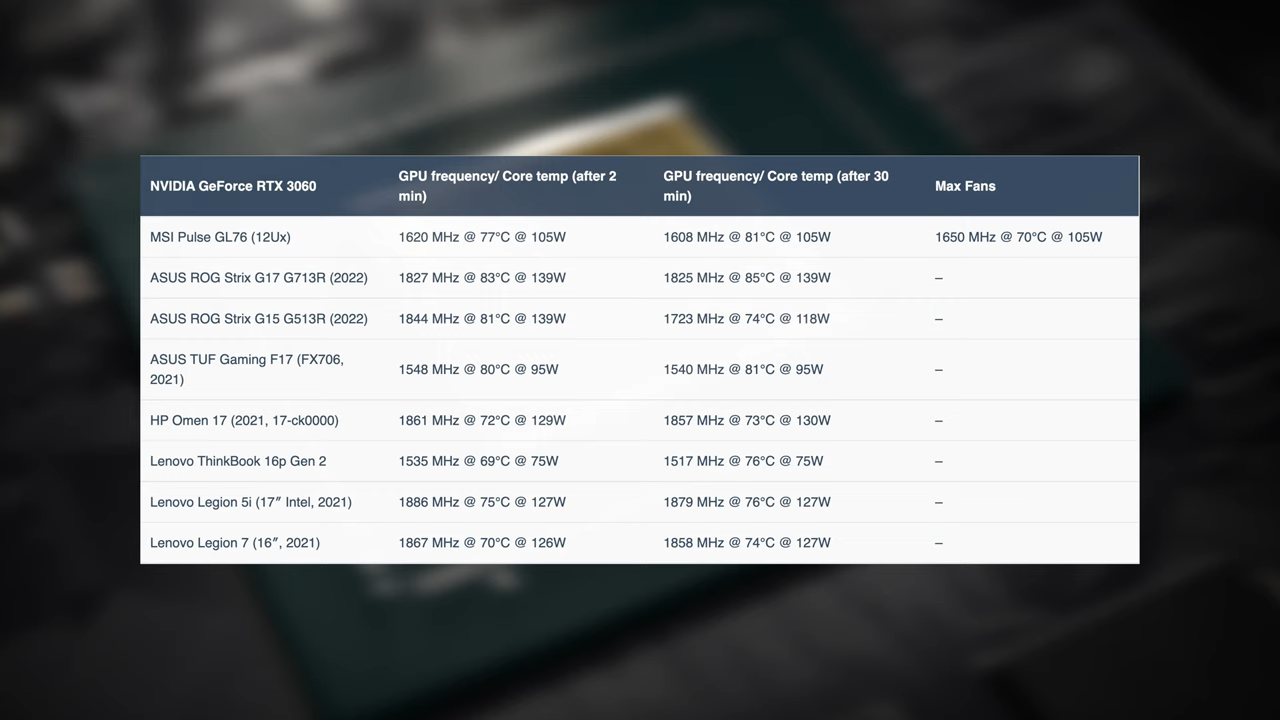 NVIDIA GeForce RTX 3060 GPU frequency/ Core temp (after 2 min) GPU frequency/ Core temp (after 30 min) Max Fans
MSI Pulse GL76 (12Ux) 1620 MHz @ 77°C @ 105W 1608 MHz @ 81°C @ 105W 1650 MHz @ 70°C @ 105W
ASUS ROG Strix G17 G713R (2022) 1827 MHz @ 83°C @ 139W 1825 MHz @ 85°C @ 139W –
ASUS ROG Strix G15 G513R (2022) 1844 MHz @ 81°C @ 139W 1723 MHz @ 74°C @ 118W –
ASUS TUF Gaming F17 (FX706, 2021) 1548 MHz @ 80°C @ 95W 1540 MHz @ 81°C @ 95W –
HP Omen 17 (2021, 17-ck0000) 1861 MHz @ 72°C @ 129W 1857 MHz @ 73°C @ 130W –
Lenovo ThinkBook 16p Gen 2 1535 MHz @ 69°C @ 75W 1517 MHz @ 76°C @ 75W –
Lenovo Legion 5i (17″ Intel, 2021) 1886 MHz @ 75°C @ 127W 1879 MHz @ 76°C @ 127W –
Lenovo Legion 7 (16″, 2021) 1867 MHz @ 70°C @ 126W 1858 MHz @ 74°C @ 127W –